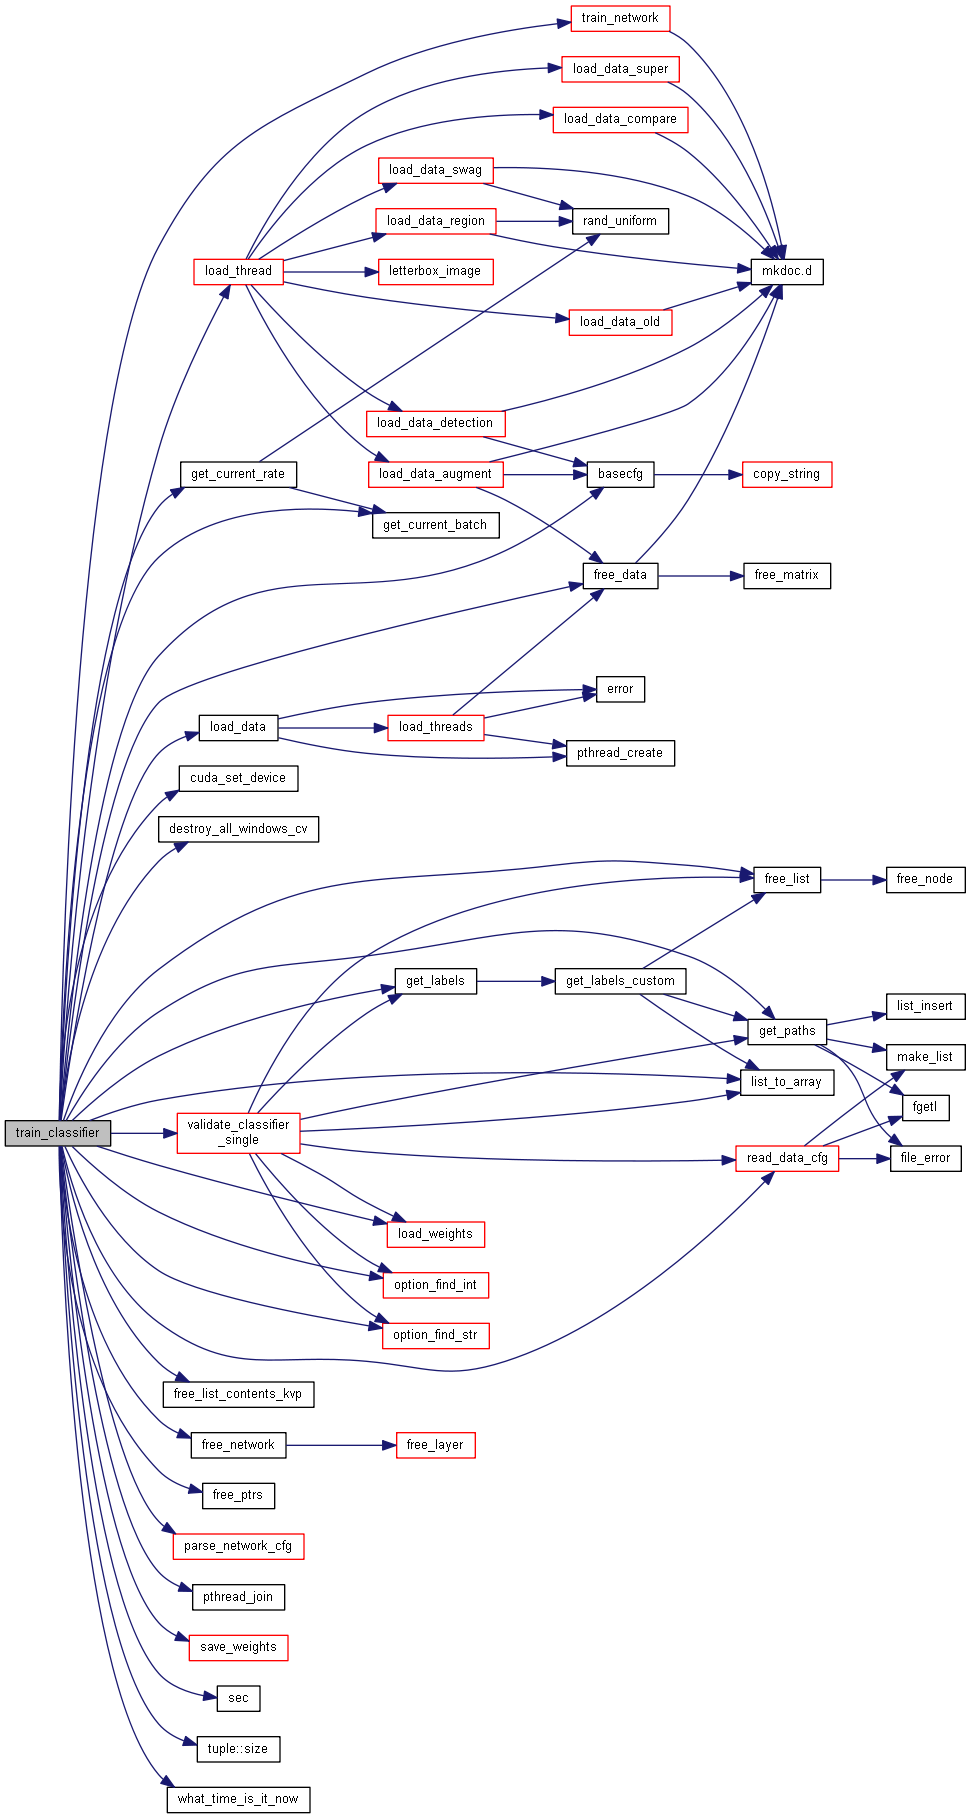 train_network
load_data_super
load_data_compare
load_data_swag
load_data_region
rand_uniform
load_thread
letterbox_image
mkdoc.d
load_data_old
load_data_detection
get_current_rate
load_data_augment
basecfg
copy_string
get_current_batch
free_data
free_matrix
error
load_data
load_threads
pthread_create
cuda_set_device
destroy_all_windows_cv
free_list
free_node
get_labels
get_labels_custom
list_insert
get_paths
make_list
list_to_array
fgetl
train_classifier
validate_classifier
_single
read_data_cfg
file_error
load_weights
option_find_int
option_find_str
free_list_contents_kvp
free_network
free_layer
free_ptrs
parse_network_cfg
pthread_join
save_weights
sec
tuple::size
what_time_is_it_now